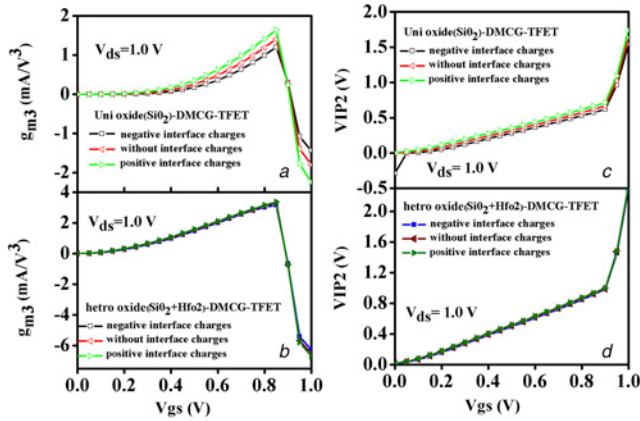 2
1
0
-1
-2
g_m3 (mA/V^3)
V_ds=1.0 V
Uni oxide(Si0_2)-DMCG-TFET
negative interface charges
without interface charges
positive interface charges
a
4
2
0
-2
-4
-6
g_m3 (mA/V^3)
V_ds=1.0 V
hetro oxide(Si0_2+Hfo2)-DMCG-TFET
negative interface charges
without interface charges
positive interface charges
b
0.0 0.2 0.4 0.6 0.8 1.0
Vgs (V)
2.0
1.5
1.0
0.5
0.0
-0.5
VIP2 (V)
Uni oxide(Si0_2)-DMCG-TFET
negative interface charges
without interface charges
positive interface charges
V_ds= 1.0 V
c
2.0
1.6
1.2
0.8
0.4
0.0
VIP2 (V)
hetro oxide(Si0_2+Hfo2)-DMCG-TFET
negative interface charges
without interface charges
positive interface charges
V_ds= 1.0 V
d
0.0 0.2 0.4 0.6 0.8 1.0
Vgs (V)